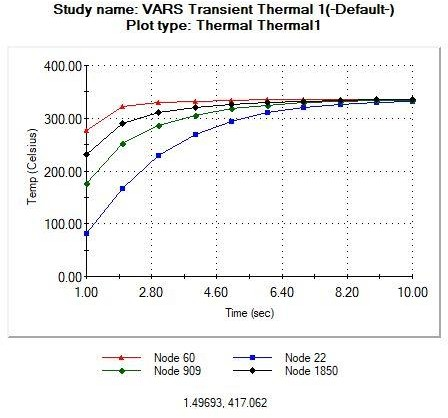 Study name: VARS Transient Thermal 1(-Default-)
Plot type: Thermal Thermal1
400.00
300.00
200.00
100.00
0.00
Temp (Celsius)
1.00 2.80 4.60 6.40 8.20 10.00
Time (sec)
Node 60 Node 22
Node 909 Node 1850
1.49693, 417.062